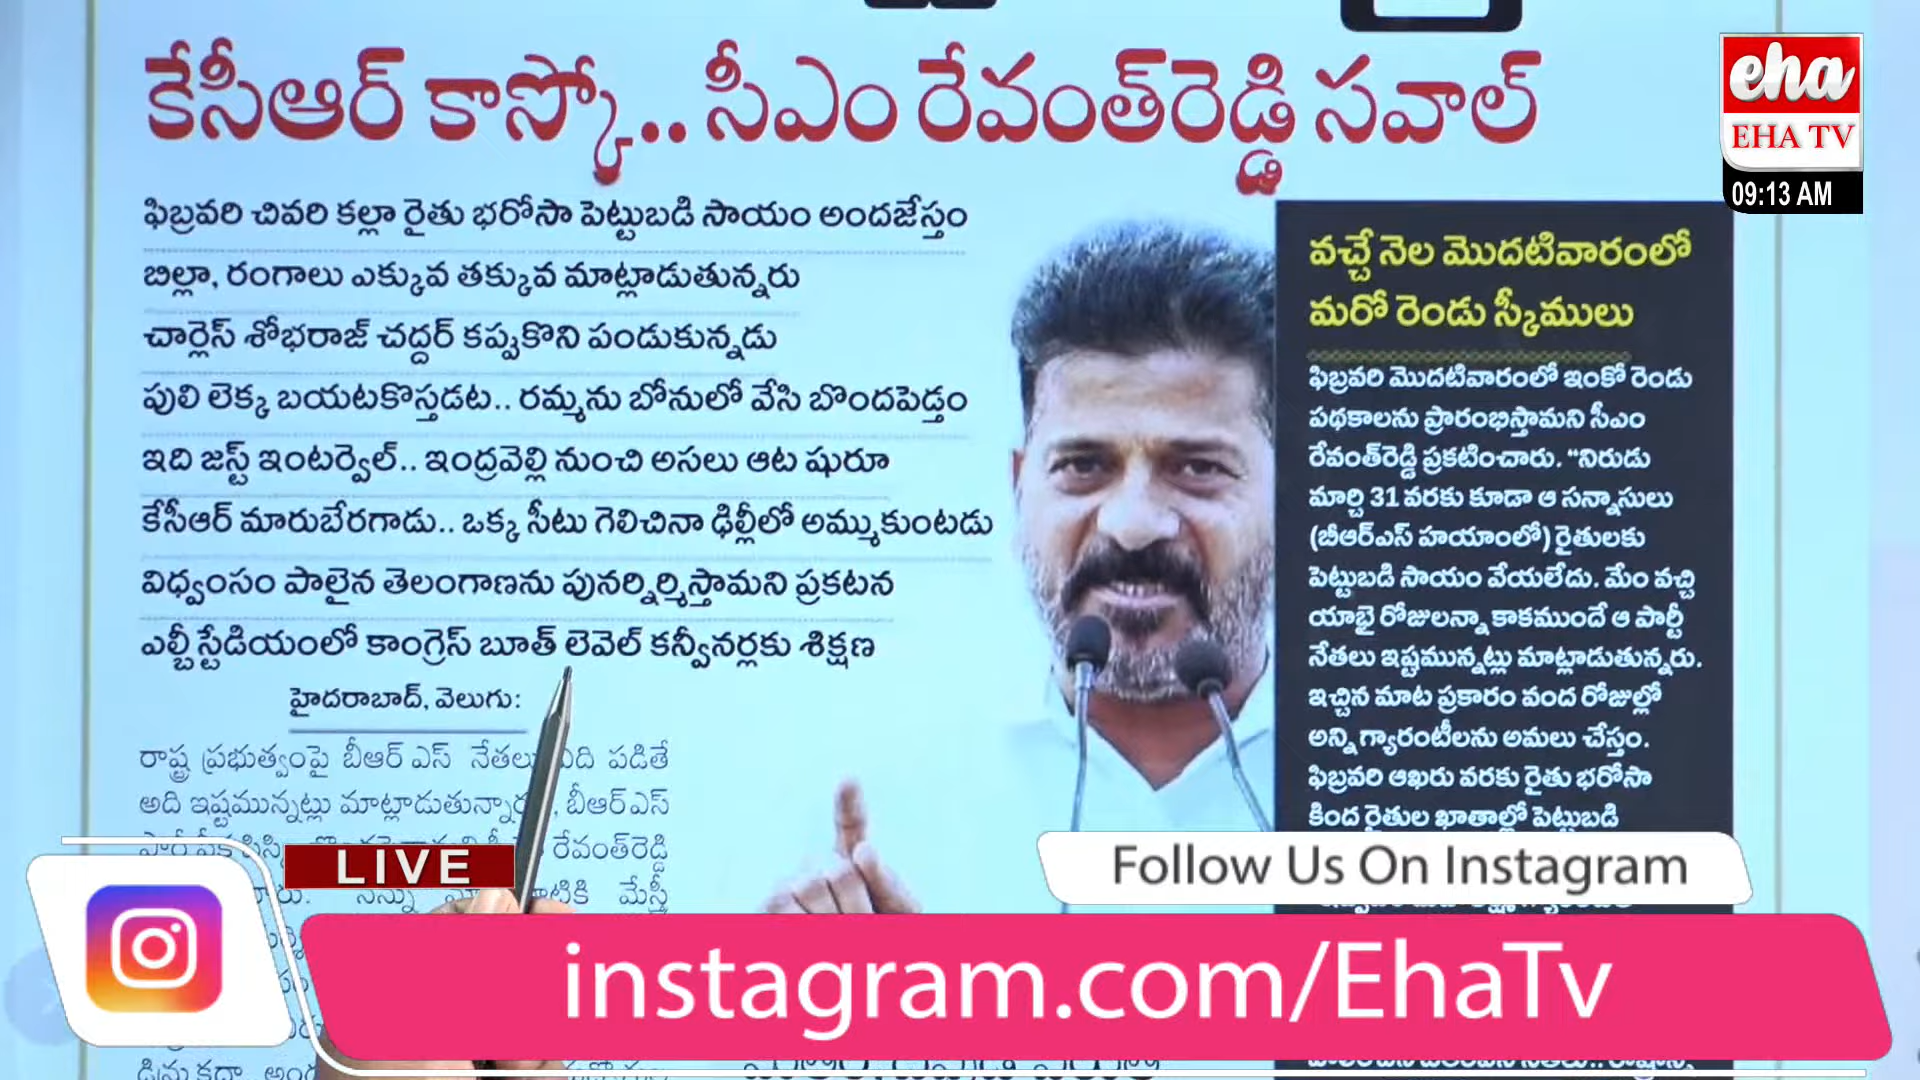 కేసీఆర్ కాస్కో.. సీఎం రేవంత్‌రెడ్డి సవాల్
ఫిబ్రవరి చివరి కల్లా రైతు భరోసా పెట్టుబడి సాయం అందజేస్తం
బిల్లా, రంగాలు ఎక్కువ తక్కువ మాట్లాడుతున్నరు
చార్లెస్ శోభరాజ్ చద్దర్ కప్పుకొని పండుకున్నడు
పులి లెక్క బయటకొస్తడట.. రమ్మను బోనులో వేసి బొందపెడ్తం
ఇది జస్ట్ ఇంటర్వెల్.. ఇంద్రవెల్లి నుంచి అసలు ఆట షురూ
కేసీఆర్ మారుబేరగాడు.. ఒక్క సీటు గెలిచినా ఢిల్లీలో అమ్ముకుంటడు
విధ్వంసం పాలైన తెలంగాణను పునర్నిర్మిస్తామని ప్రకటన
ఎల్బీ స్టేడియంలో కాంగ్రెస్ బూత్ లెవెల్ కన్వీనర్లకు శిక్షణ
హైదరాబాద్, వెలుగు:
రాష్ట్ర ప్రభుత్వంపై బీఆర్ఎస్ నేతలు పడితే
అది ఇష్టమున్నట్లు మాట్లాడుతున్నారని, బీఆర్ఎస్
రేవంత్‌రెడ్డి
మేస్త్రీ
వచ్చే నెల మొదటివారంలో
మరో రెండు స్కీములు
ఫిబ్రవరి మొదటివారంలో ఇంకో రెండు
పథకాలను ప్రారంభిస్తామని సీఎం
రేవంత్‌రెడ్డి ప్రకటించారు. “నిరుడు
మార్చి 31 వరకు కూడా ఆ సన్నాసులు
(బీఆర్ఎస్ హయాంలో) రైతులకు
పెట్టుబడి సాయం వేయలేదు. మేం వచ్చి
యాభై రోజులన్నా కాకముందే ఆ పార్టీ
నేతలు ఇష్టమున్నట్లు మాట్లాడుతున్నరు.
ఇచ్చిన మాట ప్రకారం వంద రోజుల్లో
అన్ని గ్యారంటీలను అమలు చేస్తం.
ఫిబ్రవరి ఆఖరు వరకు రైతు భరోసా
కింద రైతుల ఖాతాల్లో పెట్టుబడి
eha
EHA TV
09:13 AM
LIVE
Follow Us On Instagram
instagram.com/EhaTv